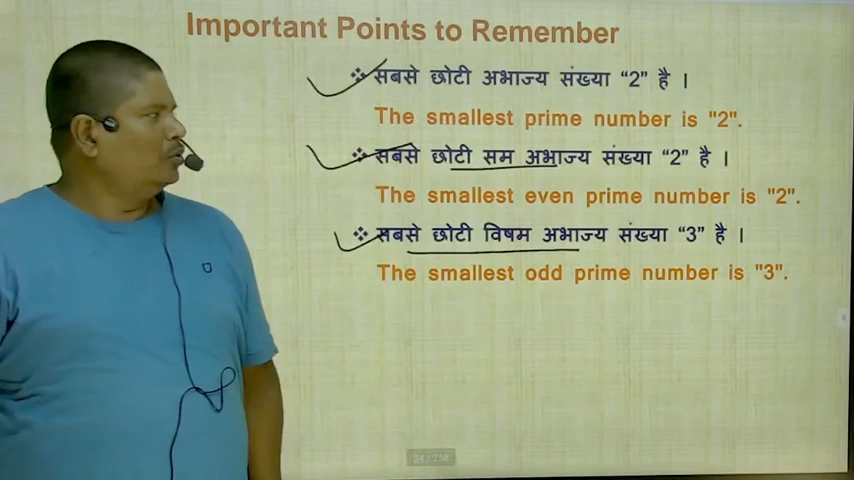 Important Points to Remember
❖ सबसे छोटी अभाज्य संख्या “2” है ।
The smallest prime number is "2".
❖ सबसे छोटी सम अभाज्य संख्या “2” है ।
The smallest even prime number is "2".
❖ सबसे छोटी विषम अभाज्य संख्या “3” है ।
The smallest odd prime number is "3".